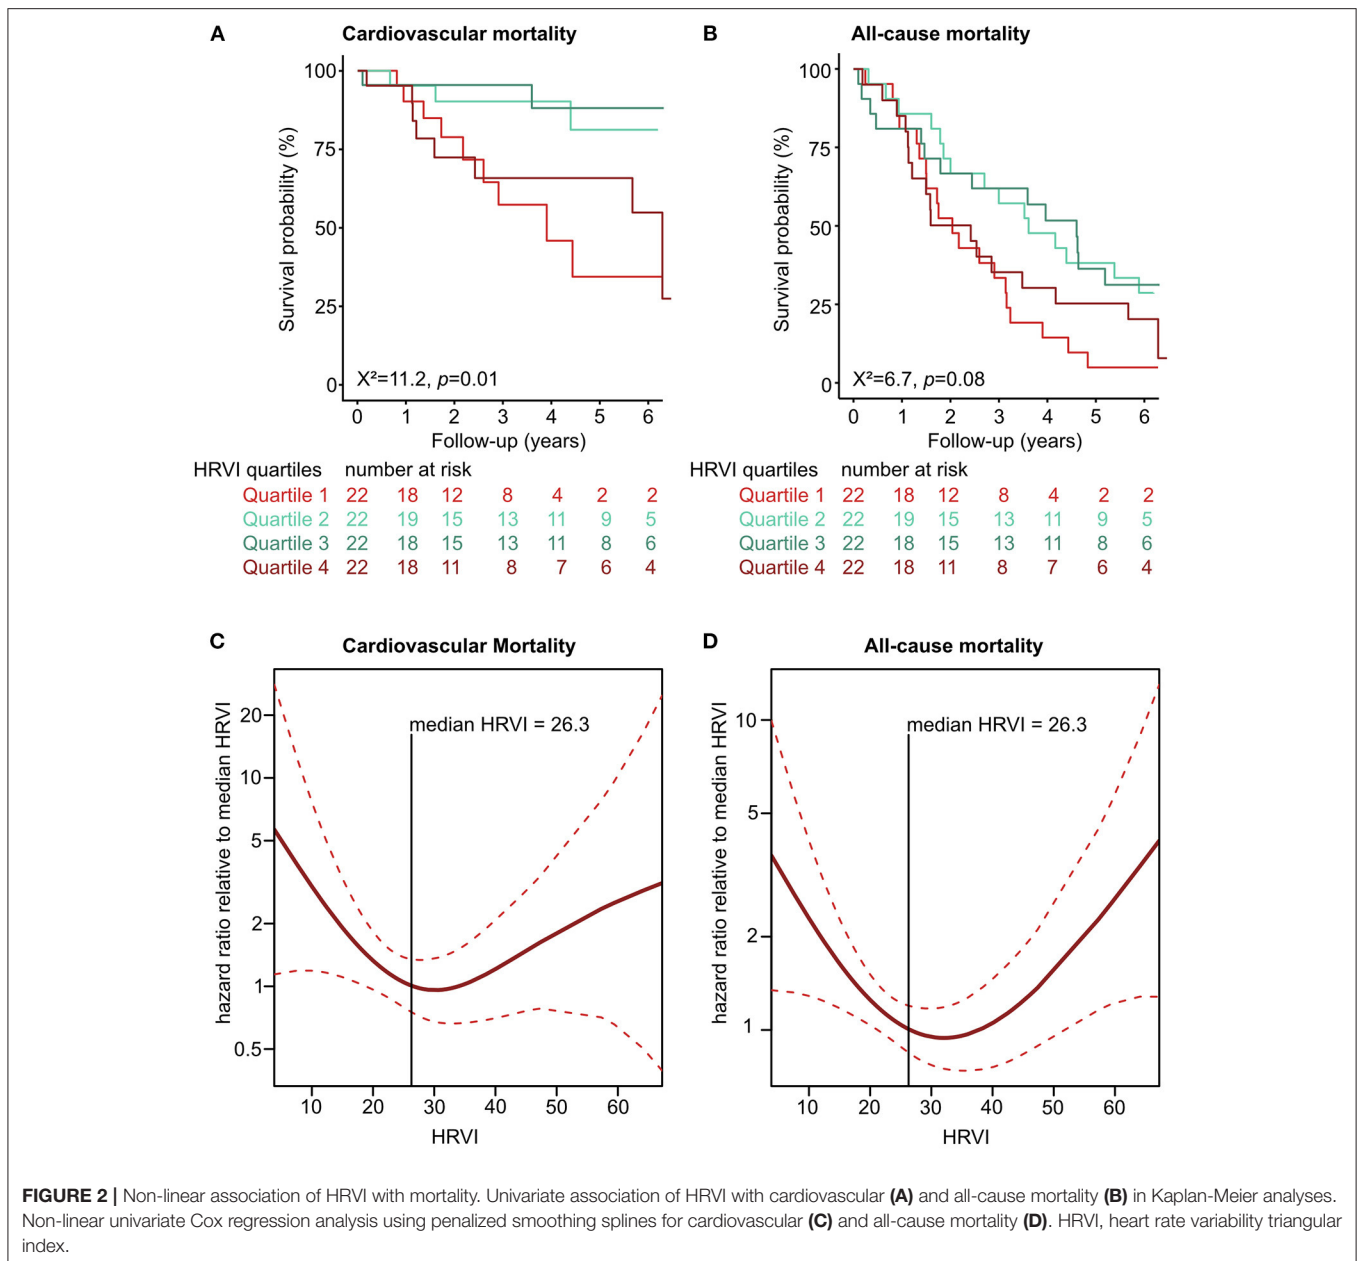 A Cardiovascular mortality
Survival probability (%)
100
75
50
25
0
X²=11.2, p=0.01
0 1 2 3 4 5 6
Follow-up (years)
HRVI quartiles number at risk
Quartile 1 22 18 12 8 4 2 2
Quartile 2 22 19 15 13 11 9 5
Quartile 3 22 18 15 13 11 8 6
Quartile 4 22 18 11 8 7 6 4
B All-cause mortality
Survival probability (%)
100
75
50
25
0
X²=6.7, p=0.08
0 1 2 3 4 5 6
Follow-up (years)
HRVI quartiles number at risk
Quartile 1 22 18 12 8 4 2 2
Quartile 2 22 19 15 13 11 9 5
Quartile 3 22 18 15 13 11 8 6
Quartile 4 22 18 11 8 7 6 4
C Cardiovascular Mortality
hazard ratio relative to median HRVI
median HRVI = 26.3
20
10
5
2
1
0.5
10 20 30 40 50 60
HRVI
D All-cause mortality
hazard ratio relative to median HRVI
median HRVI = 26.3
10
5
2
1
10 20 30 40 50 60
HRVI
FIGURE 2 | Non-linear association of HRVI with mortality. Univariate association of HRVI with cardiovascular (A) and all-cause mortality (B) in Kaplan-Meier analyses.
Non-linear univariate Cox regression analysis using penalized smoothing splines for cardiovascular (C) and all-cause mortality (D). HRVI, heart rate variability triangular
index.